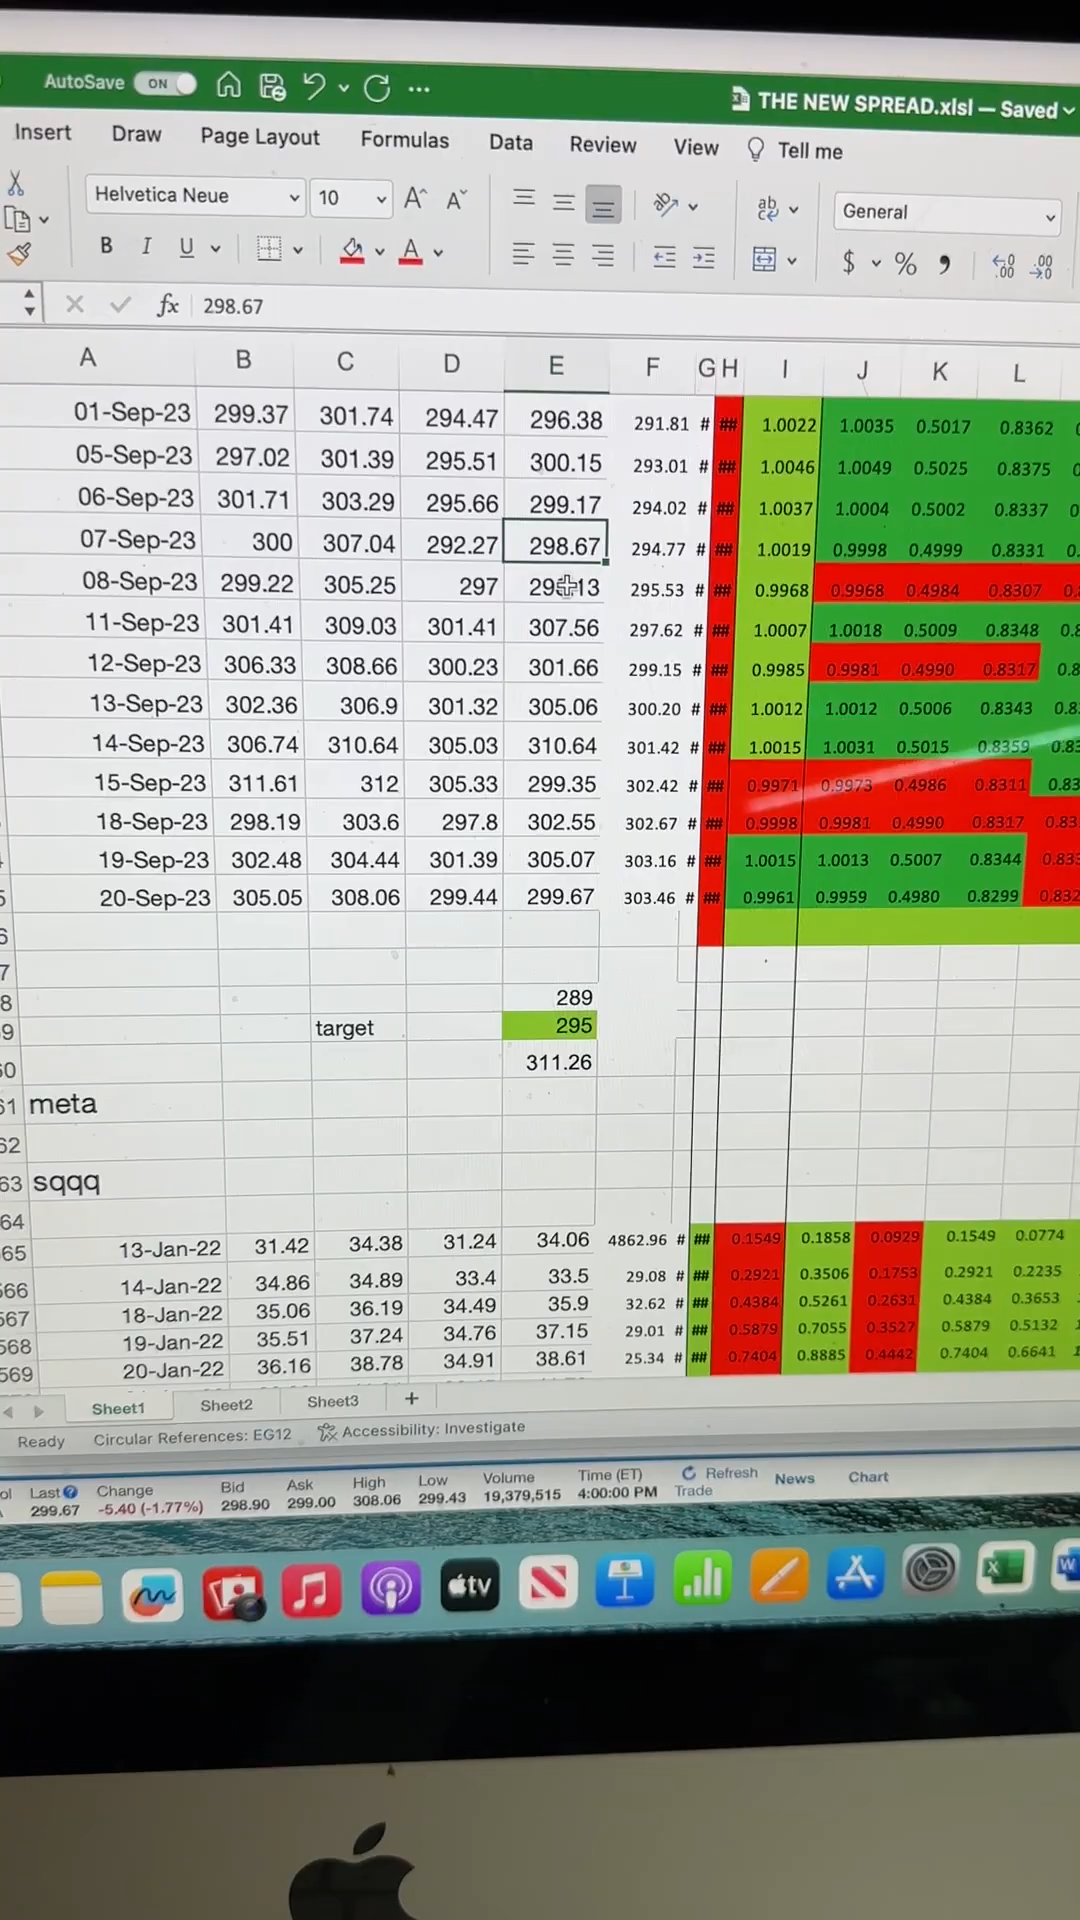 AutoSave ON THE NEW SPREAD.xlsl — Saved
Insert Draw Page Layout Formulas Data Review View Tell me
Helvetica Neue 10 General
B I U A $ % 9
fx 298.67
A B C D E F G H I J K L
01-Sep-23 299.37 301.74 294.47 296.38 291.81 # ## 1.0022 1.0035 0.5017 0.8362
05-Sep-23 297.02 301.39 295.51 300.15 293.01 # ## 1.0046 1.0049 0.5025 0.8375
06-Sep-23 301.71 303.29 295.66 299.17 294.02 # ## 1.0037 1.0004 0.5002 0.8337
07-Sep-23 300 307.04 292.27 298.67 294.77 # ## 1.0019 0.9998 0.4999 0.8331
08-Sep-23 299.22 305.25 297 295.53 # ## 0.9968 0.9968 0.4984 0.8307
11-Sep-23 301.41 309.03 301.41 307.56 297.62 # ## 1.0007 1.0018 0.5009 0.8348
12-Sep-23 306.33 308.66 300.23 301.66 299.15 # ## 0.9985 0.9981 0.4990 0.8317
13-Sep-23 302.36 306.9 301.32 305.06 300.20 # ## 1.0012 1.0012 0.5006 0.8343
14-Sep-23 306.74 310.64 305.03 310.64 301.42 # ## 1.0015 1.0031 0.5015 0.8359
15-Sep-23 311.61 312 305.33 299.35 302.42 # ## 0.9971 0.9973 0.4986 0.8311
18-Sep-23 298.19 303.6 297.8 302.55 302.67 # ## 0.9998 0.9981 0.4990 0.8317
19-Sep-23 302.48 304.44 301.39 305.07 303.16 # ## 1.0015 1.0013 0.5007 0.8344
20-Sep-23 305.05 308.06 299.44 299.67 303.46 # ## 0.9961 0.9959 0.4980 0.8299
289
target 295
311.26
meta
sqqq
13-Jan-22 31.42 34.38 31.24 34.06 4862.96 # ## 0.1549 0.1858 0.0929 0.1549 0.0774
14-Jan-22 34.86 34.89 33.4 33.5 29.08 # ## 0.2921 0.3506 0.1753 0.2921 0.2235
18-Jan-22 35.06 36.19 34.49 35.9 32.62 # ## 0.4384 0.5261 0.2631 0.4384 0.3653
19-Jan-22 35.51 37.24 34.76 37.15 29.01 # ## 0.5879 0.7055 0.3527 0.5879 0.5132
20-Jan-22 36.16 38.78 34.91 38.61 25.34 # ## 0.7404 0.8885 0.4442 0.7404 0.6641
Sheet1 Sheet2 Sheet3 +
Ready Circular References: EG12 Accessibility: Investigate
Last Change Bid Ask High Low Volume Time (ET) Refresh News Chart
299.67 -5.40 (-1.77%) 298.90 299.00 308.06 299.43 19,379,515 4:00:00 PM Trade
tv